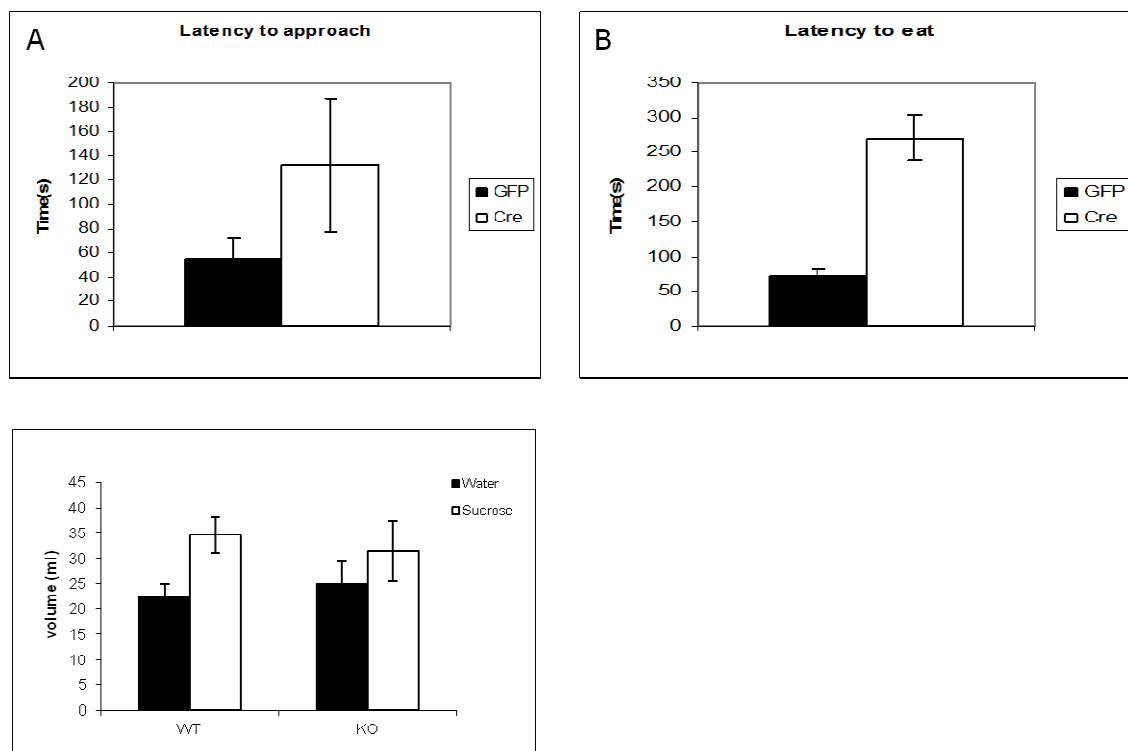 A
Latency to approach
200
180
160
140
120
100
80
60
40
20
0
Time(s)
GFP
Cre
B
Latency to eat
350
300
250
200
150
100
50
0
Time(s)
GFP
Cre
45
40
35
30
25
20
15
10
5
0
volume (ml)
Water
Sucrose
WT
KO